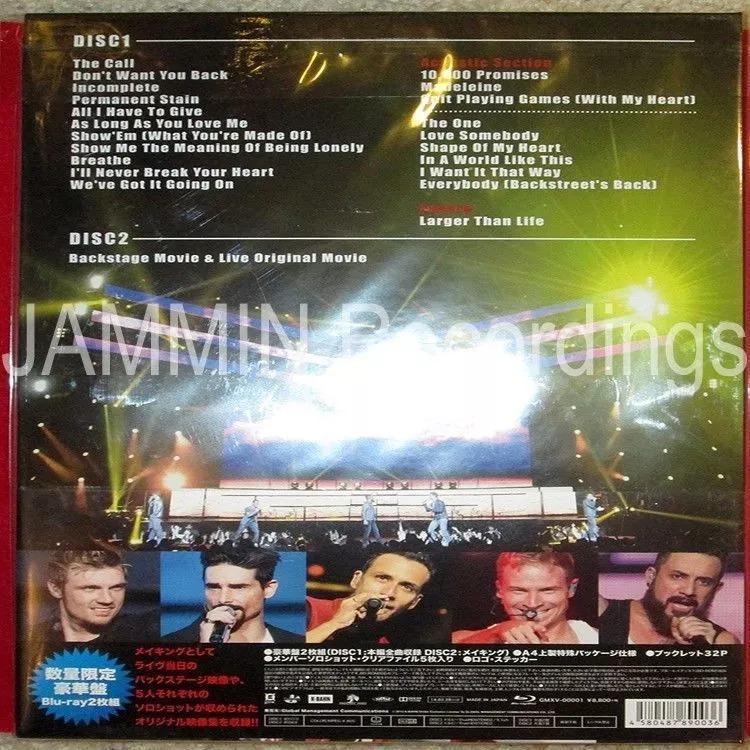 DISC1
The Call
Don't Want You Back
Incomplete
Permanent Stain
All I Have To Give
As Long As You Love Me
Show'Em (What You're Made Of)
Show Me The Meaning Of Being Lonely
Breathe
I'll Never Break Your Heart
We've Got It Going On
Acoustic Section
10,000 Promises
Madeleine
Quit Playing Games (With My Heart)
The One
Love Somebody
Shape Of My Heart
In A World Like This
I Want It That Way
Everybody (Backstreet's Back)
Larger Than Life
DISC2
Backstage Movie & Live Original Movie
JAMMIN Recordings
数量限定
豪華盤
Blu-ray2枚組
メイキングとして
ライヴ当日の
バックステージ映像や、
5人それぞれの
ソロショットが収められた
オリジナル映像集を収録!!
●豪華盤2枚組(DISC1:本編全曲収録 DISC2:メイキング) ●A4上製特殊パッケージ仕様 ●ブックレット32P
●メンバーソロショット・クリアファイル5枚入り ●ロゴ・ステッカー
K-BAHN
MADE IN JAPAN
GMXV-00001 ¥8,800+税
Global Management Communications
4 580487 890036